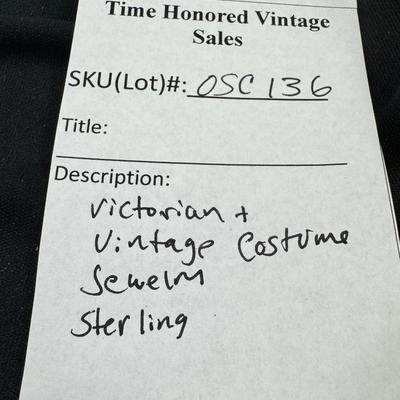 Time Honored Vintage
Sales
SKU(Lot)#: OSC 136
Title:
Description:
Victorian +
Vintage Costume
Jewelry
Sterling